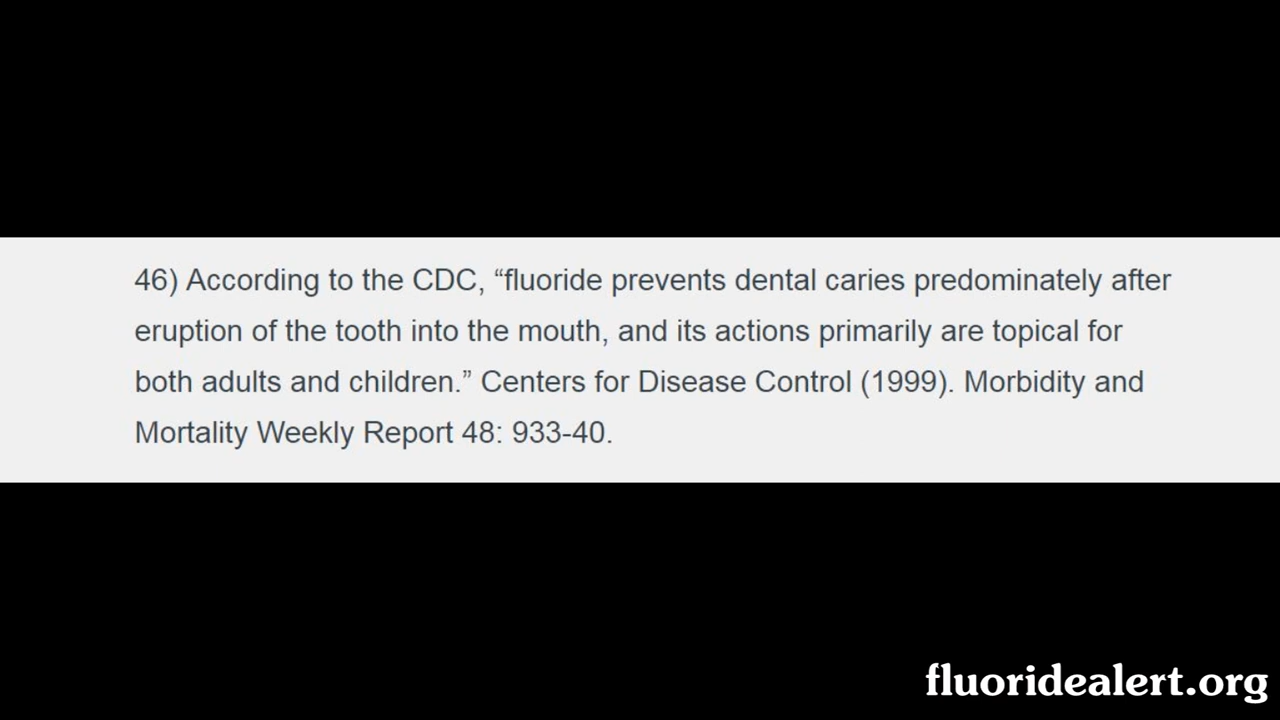 46) According to the CDC, “fluoride prevents dental caries predominately after
eruption of the tooth into the mouth, and its actions primarily are topical for
both adults and children.” Centers for Disease Control (1999). Morbidity and
Mortality Weekly Report 48: 933-40.
fluoridealert.org